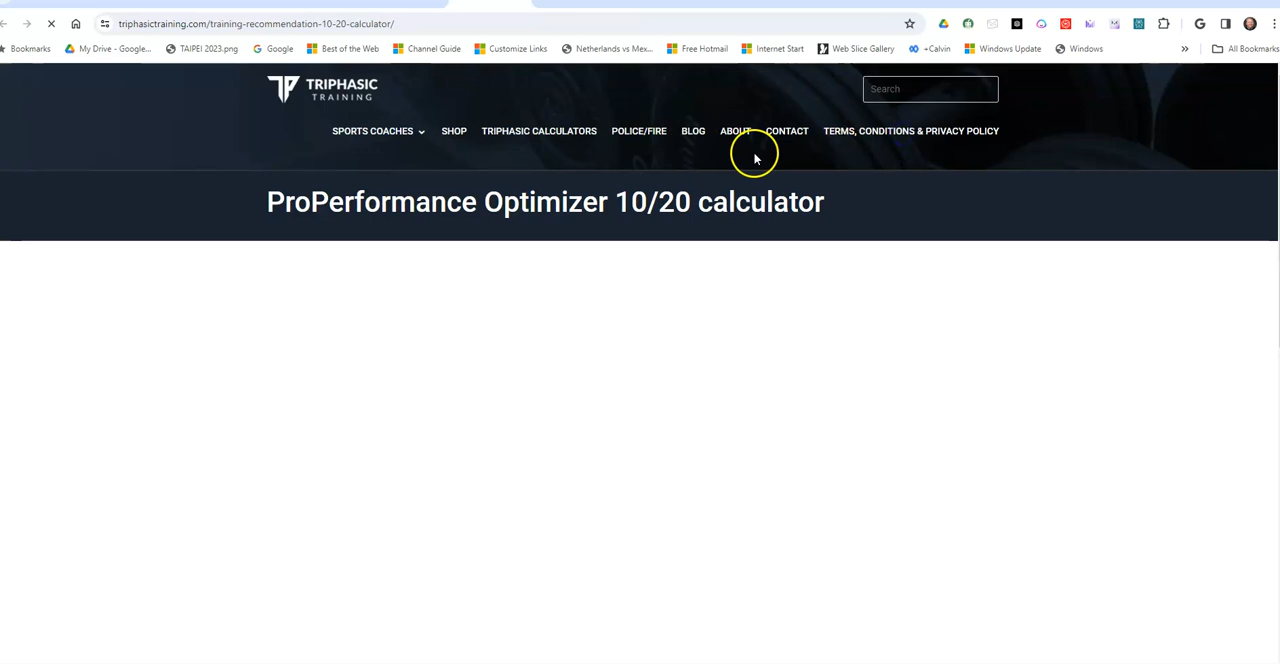 triphasictraining.com/training-recommendation-10-20-calculator/
Bookmarks
My Drive - Google...
TAIPEI 2023.png
Google
Best of the Web
Channel Guide
Customize Links
Netherlands vs Mex...
Free Hotmail
Internet Start
Web Slice Gallery
+Calvin
Windows Update
Windows
»
All Bookmarks
TRIPHASIC
TRAINING
Search
SPORTS COACHES
SHOP
TRIPHASIC CALCULATORS
POLICE/FIRE
BLOG
ABOUT
CONTACT
TERMS, CONDITIONS & PRIVACY POLICY
ProPerformance Optimizer 10/20 calculator